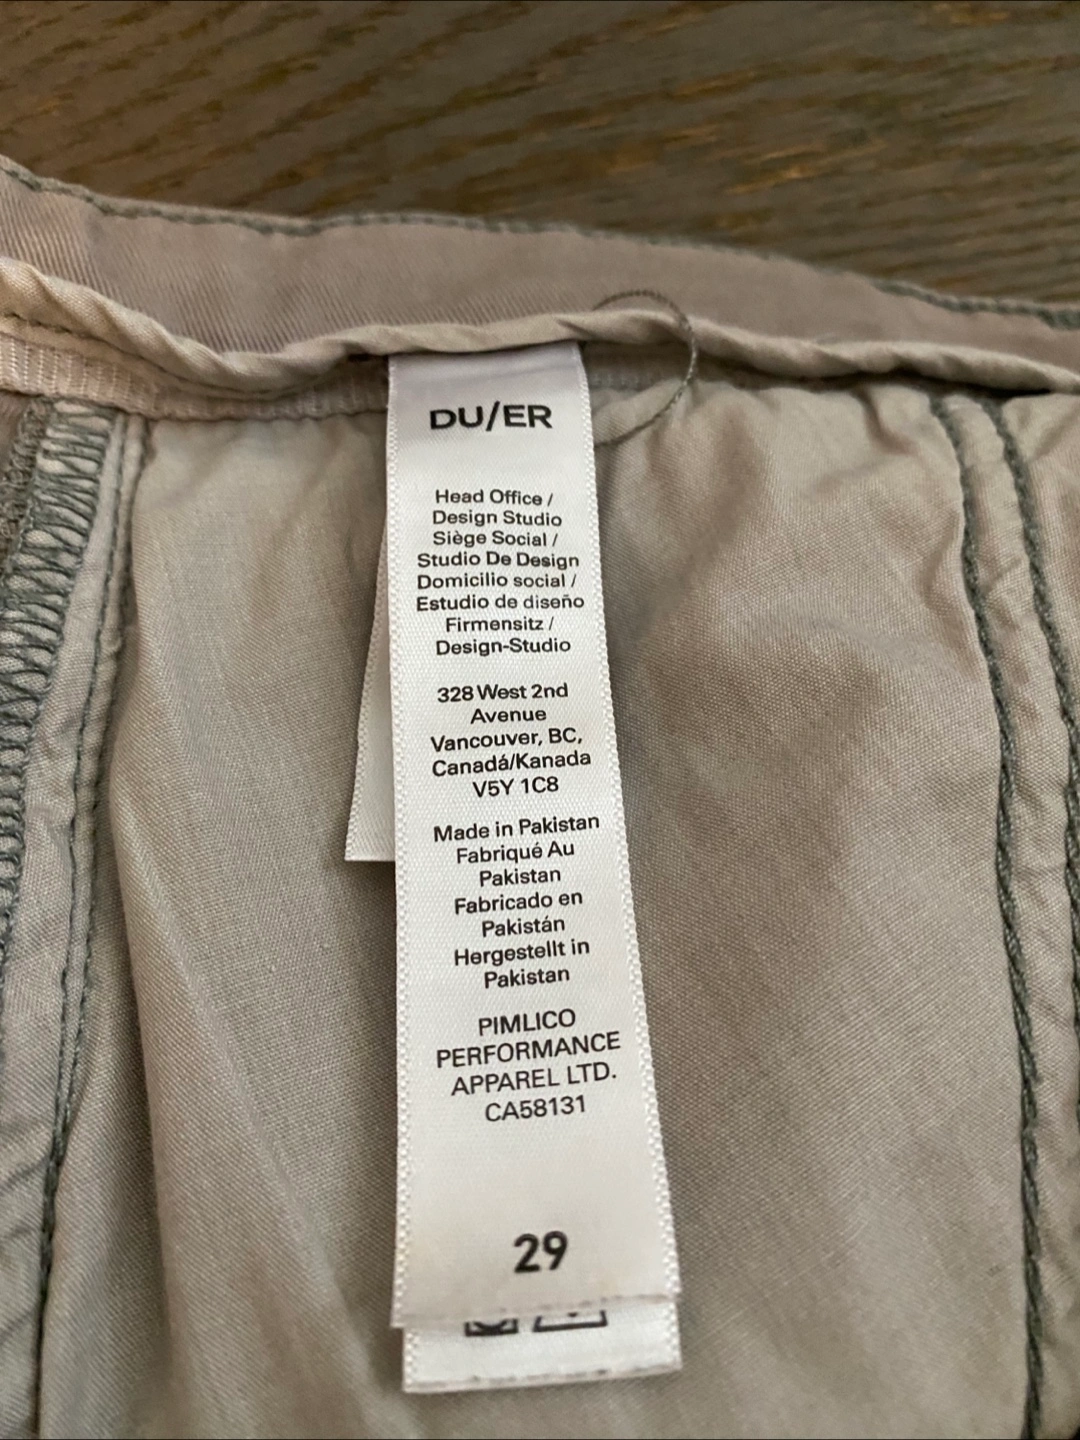 DU/ER
Head Office /
Design Studio
Siège Social /
Studio De Design
Domicilio social /
Estudio de diseño
Firmensitz /
Design-Studio
328 West 2nd
Avenue
Vancouver, BC,
Canadá/Kanada
V5Y 1C8
Made in Pakistan
Fabriqué Au
Pakistan
Fabricado en
Pakistán
Hergestellt in
Pakistan
PIMLICO
PERFORMANCE
APPAREL LTD.
CA58131
29